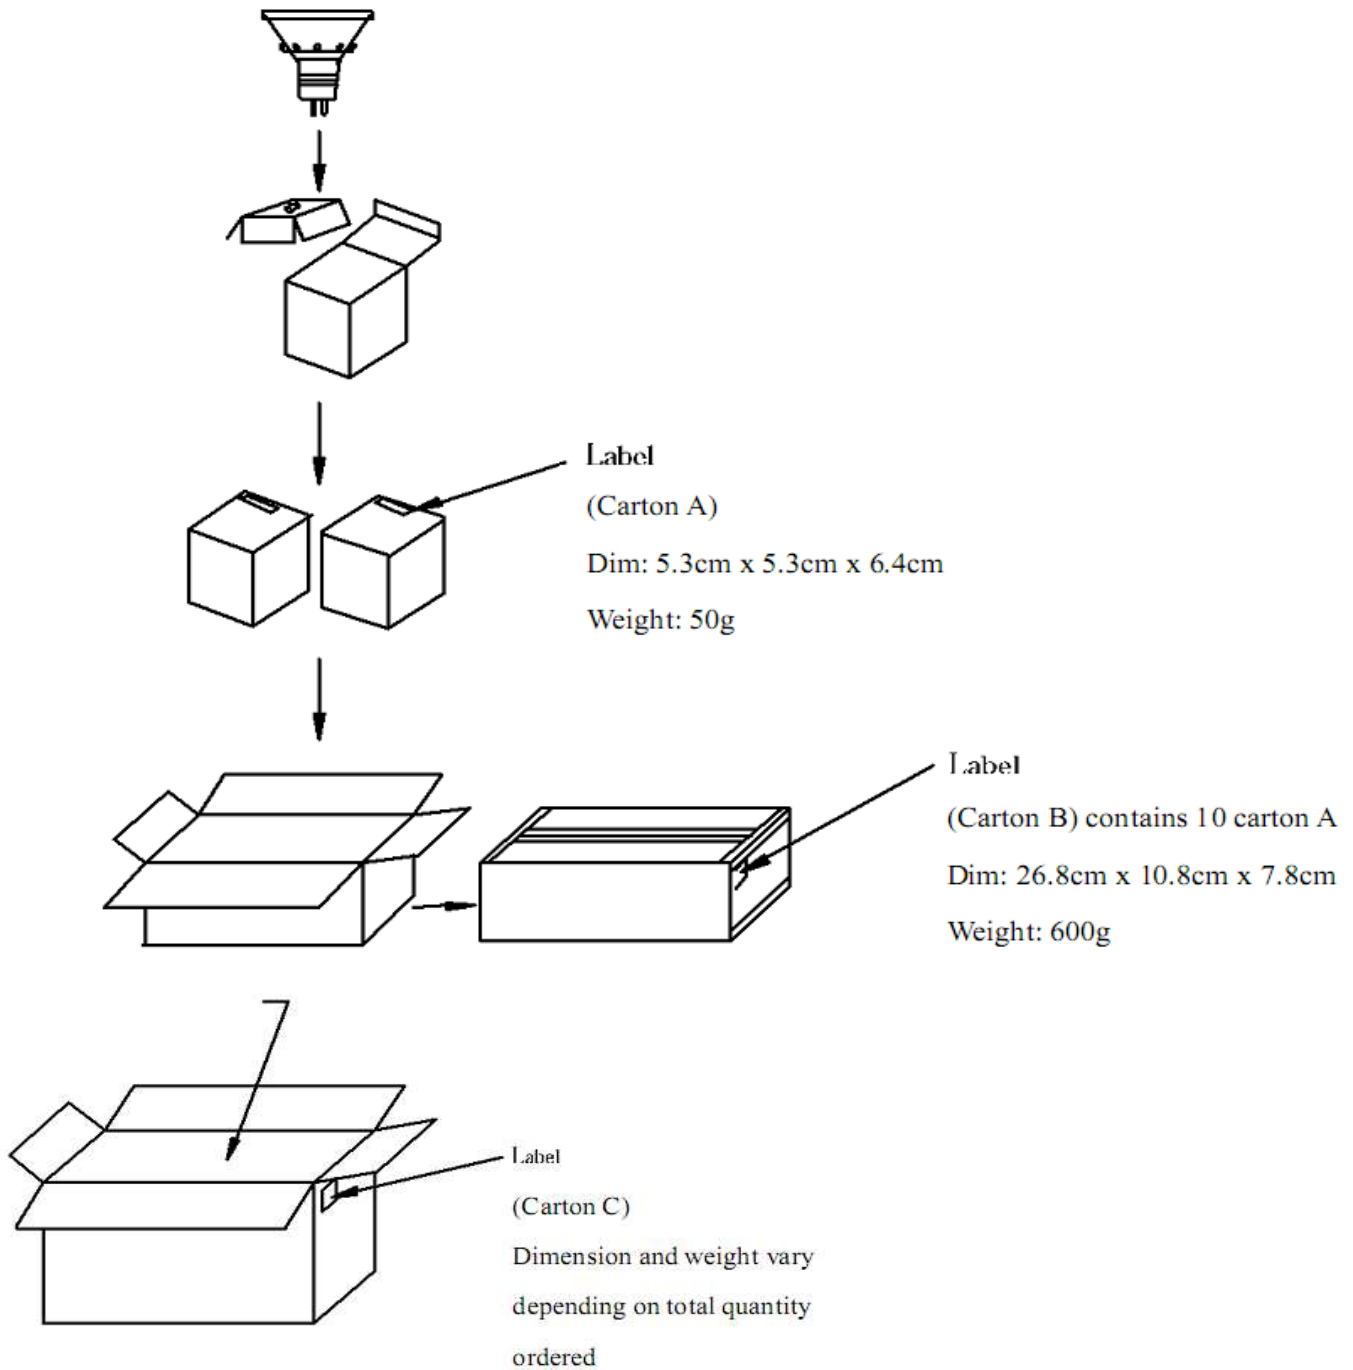 Label
(Carton A)
Dim: 5.3cm x 5.3cm x 6.4cm
Weight: 50g
Label
(Carton B) contains 10 carton A
Dim: 26.8cm x 10.8cm x 7.8cm
Weight: 600g
Label
(Carton C)
Dimension and weight vary
depending on total quantity
ordered